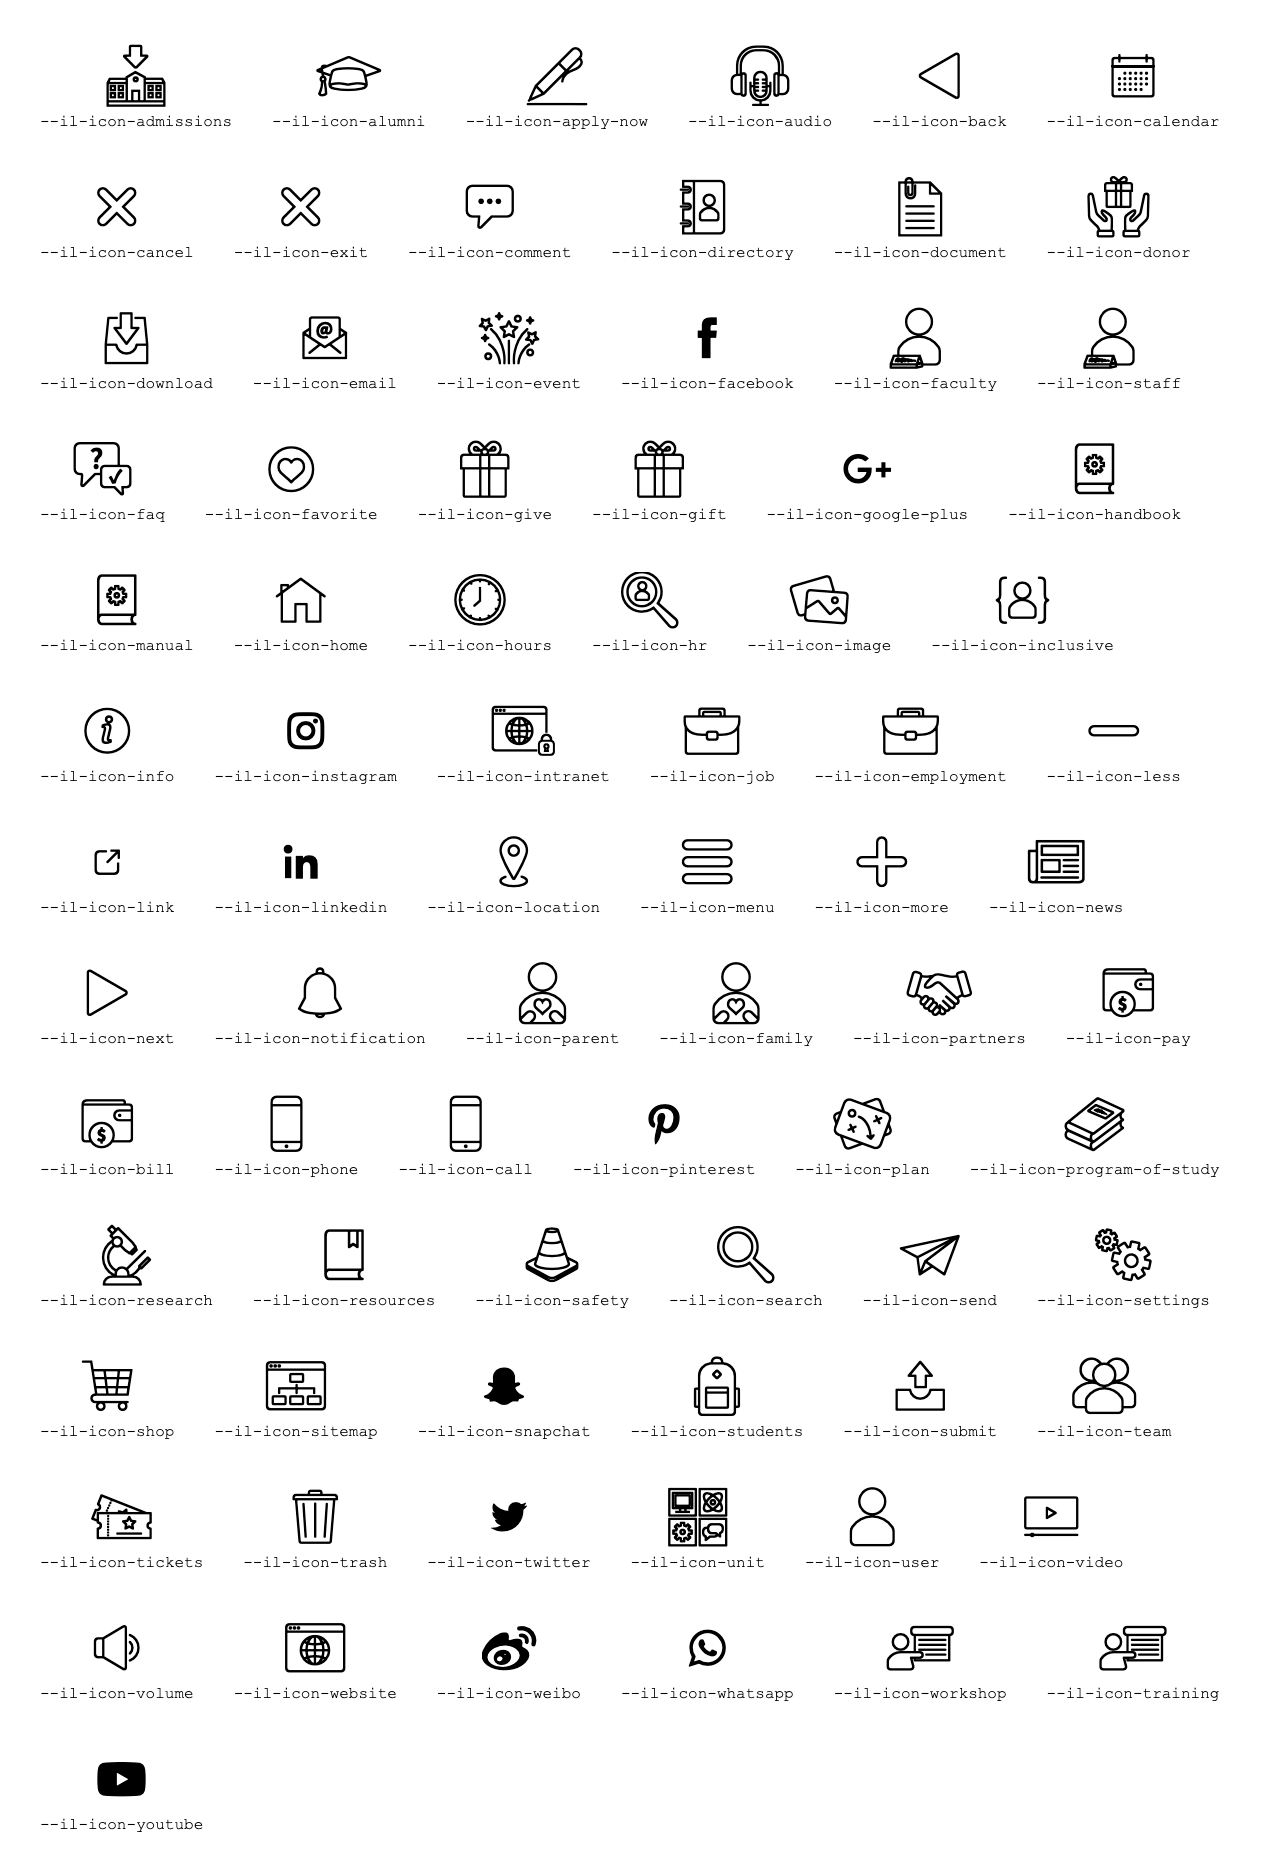 --il-icon-admissions --il-icon-alumni --il-icon-apply-now --il-icon-audio --il-icon-back --il-icon-calendar
--il-icon-cancel --il-icon-exit --il-icon-comment --il-icon-directory --il-icon-document --il-icon-donor
@
--il-icon-download --il-icon-email --il-icon-event --il-icon-facebook --il-icon-faculty --il-icon-staff
? G+
--il-icon-faq --il-icon-favorite --il-icon-give --il-icon-gift --il-icon-google-plus --il-icon-handbook
--il-icon-manual --il-icon-home --il-icon-hours --il-icon-hr --il-icon-image --il-icon-inclusive
i
--il-icon-info --il-icon-instagram --il-icon-intranet --il-icon-job --il-icon-employment --il-icon-less
in
--il-icon-link --il-icon-linkedin --il-icon-location --il-icon-menu --il-icon-more --il-icon-news
$
--il-icon-next --il-icon-notification --il-icon-parent --il-icon-family --il-icon-partners --il-icon-pay
$
--il-icon-bill --il-icon-phone --il-icon-call --il-icon-pinterest --il-icon-plan --il-icon-program-of-study
--il-icon-research --il-icon-resources --il-icon-safety --il-icon-search --il-icon-send --il-icon-settings
--il-icon-shop --il-icon-sitemap --il-icon-snapchat --il-icon-students --il-icon-submit --il-icon-team
--il-icon-tickets --il-icon-trash --il-icon-twitter --il-icon-unit --il-icon-user --il-icon-video
--il-icon-volume --il-icon-website --il-icon-weibo --il-icon-whatsapp --il-icon-workshop --il-icon-training
--il-icon-youtube